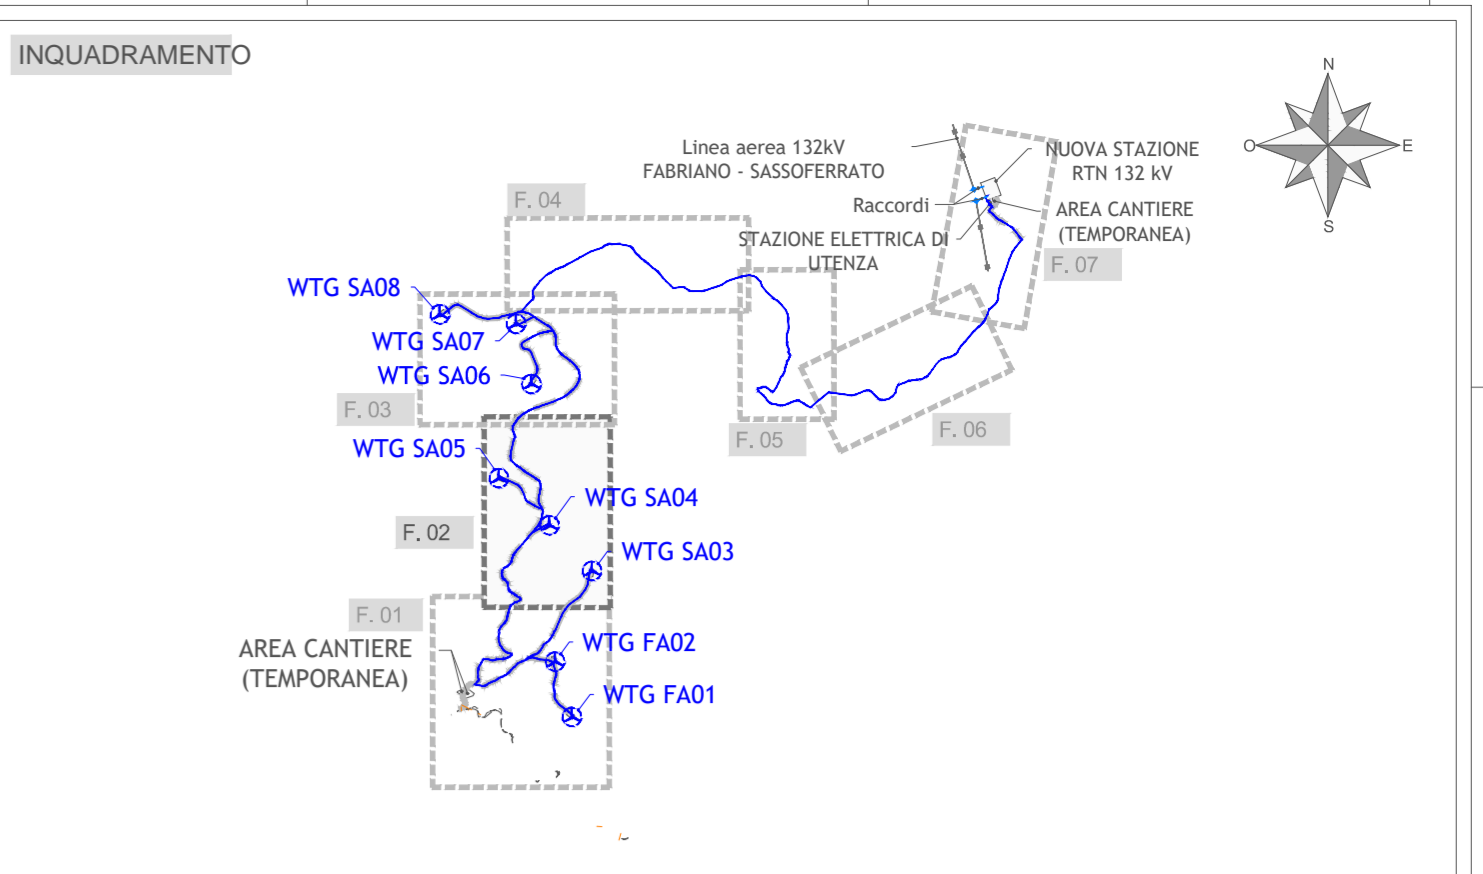 INQUADRAMENTO
N
O
E
S
Linea aerea 132kV
FABRIANO - SASSOFERRATO
NUOVA STAZIONE
RTN 132 kV
Raccordi
AREA CANTIERE
(TEMPORANEA)
STAZIONE ELETTRICA DI
UTENZA
F. 04
F. 07
WTG SA08
WTG SA07
WTG SA06
F. 03
F. 05
F. 06
WTG SA05
WTG SA04
F. 02
WTG SA03
F. 01
AREA CANTIERE
(TEMPORANEA)
WTG FA02
WTG FA01